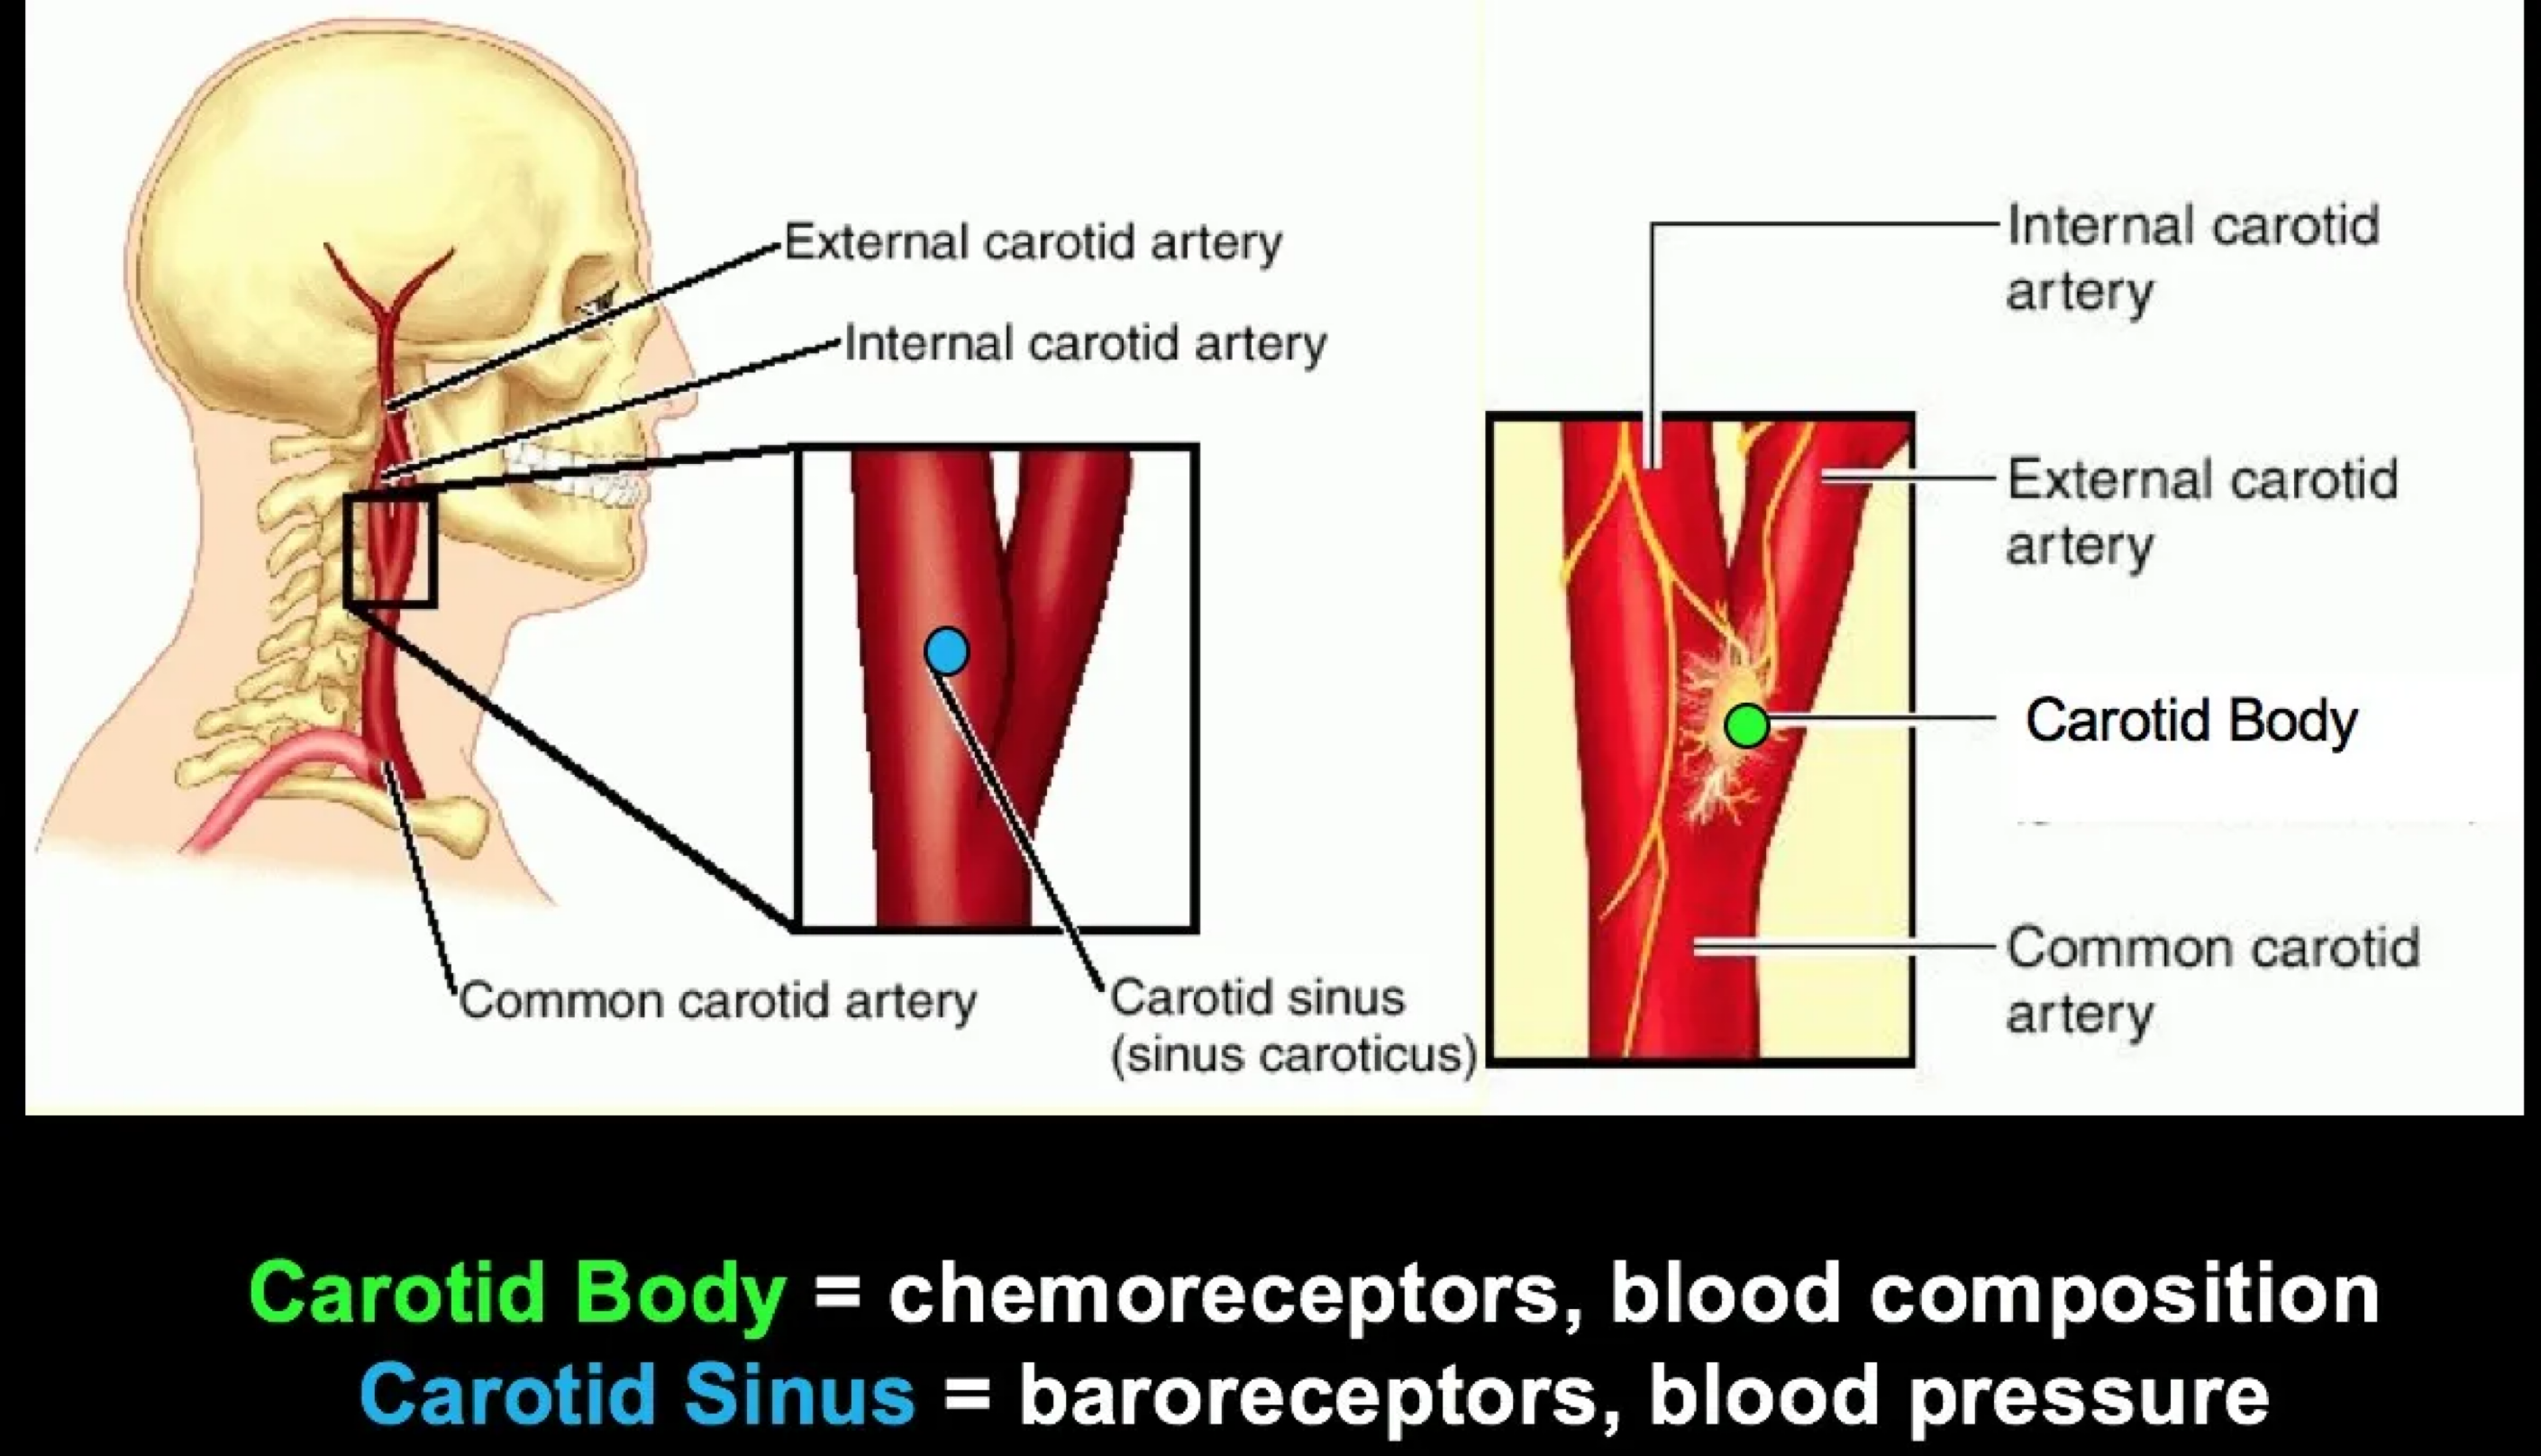 External carotid artery
Internal carotid artery
Common carotid artery
Carotid sinus
(sinus caroticus)
Internal carotid
artery
External carotid
artery
Carotid Body
Common carotid
artery
Carotid Body = chemoreceptors, blood composition
Carotid Sinus = baroreceptors, blood pressure